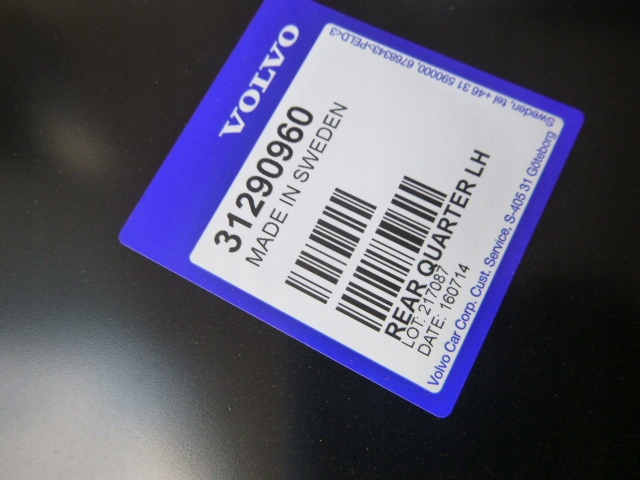 VOLVO
31290960
MADE IN SWEDEN
REAR QUARTER LH
LOT: 217087
DATE: 160714
Volvo Car Corp. Cust. Service, S-405 31 Göteborg
Sweden, tel +46 31 590000, 6768343-PELD<3